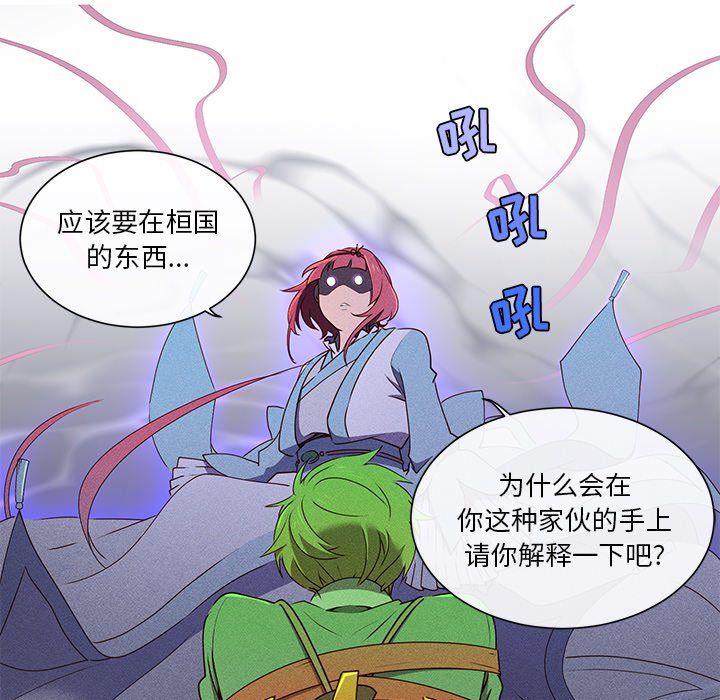 吼
吼
吼
应该要在桓国
的东西...
为什么会在
你这种家伙的手上
请你解释一下吧?